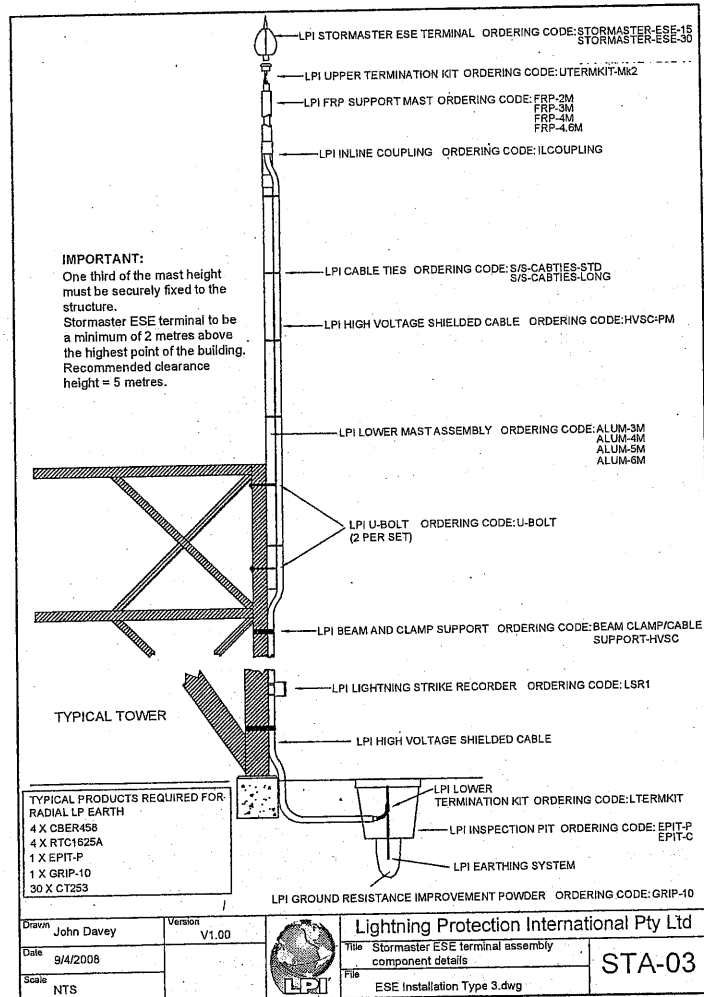 LPI STORMASTER ESE TERMINAL ORDERING CODE: STORMASTER-ESE-15
STORMASTER-ESE-30
LPI UPPER TERMINATION KIT ORDERING CODE: UTERMKIT-Mk2
LPI FRP SUPPORT MAST ORDERING CODE: FRP-2M
FRP-3M
FRP-4M
FRP-4.6M
LPI INLINE COUPLING ORDERING CODE: ILCOUPLING
IMPORTANT:
One third of the mast height
must be securely fixed to the
structure.
Stormaster ESE terminal to be
a minimum of 2 metres above
the highest point of the building.
Recommended clearance
height = 5 metres.
LPI CABLE TIES ORDERING CODE: S/S-CABTIES-STD
S/S-CABTIES-LONG
LPI HIGH VOLTAGE SHIELDED CABLE ORDERING CODE: HVSC-PM
LPI LOWER MAST ASSEMBLY ORDERING CODE: ALUM-3M
ALUM-4M
ALUM-5M
ALUM-6M
LPI U-BOLT ORDERING CODE: U-BOLT
(2 PER SET)
LPI BEAM AND CLAMP SUPPORT ORDERING CODE: BEAM CLAMP/CABLE
SUPPORT-HVSC
LPI LIGHTNING STRIKE RECORDER ORDERING CODE: LSR1
TYPICAL TOWER
LPI HIGH VOLTAGE SHIELDED CABLE
LPI LOWER
TERMINATION KIT ORDERING CODE: LTERMKIT
LPI INSPECTION PIT ORDERING CODE: EPIT-P
EPIT-C
LPI EARTHING SYSTEM
TYPICAL PRODUCTS REQUIRED FOR
RADIAL LP EARTH
4 X CBER458
4 X RTC1625A
1 X EPIT-P
1 X GRIP-10
30 X CT253
LPI GROUND RESISTANCE IMPROVEMENT POWDER ORDERING CODE: GRIP-10
Drawn John Davey
Version V1.00
Date 9/4/2008
Scale NTS
LPI
Lightning Protection International Pty Ltd
Title Stormaster ESE terminal assembly
component details
STA-03
File ESE Installation Type 3.dwg